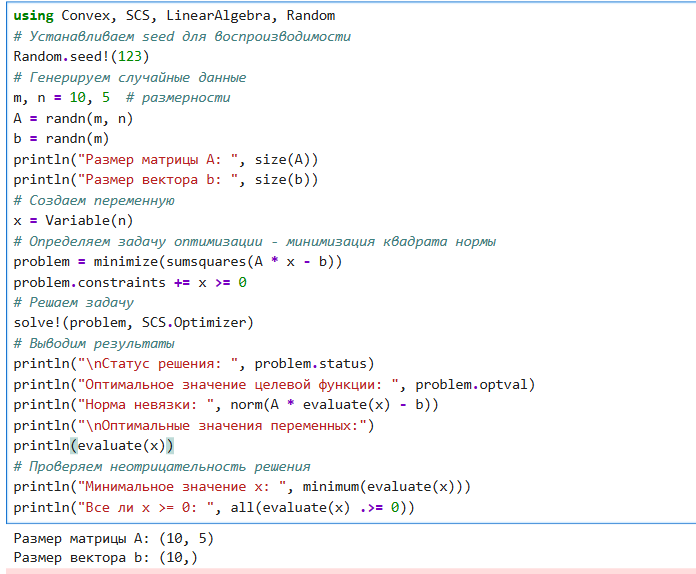 using Convex, SCS, LinearAlgebra, Random
# Устанавливаем seed для воспроизводимости
Random.seed!(123)
# Генерируем случайные данные
m, n = 10, 5  # размерности
A = randn(m, n)
b = randn(m)
println("Размер матрицы A: ", size(A))
println("Размер вектора b: ", size(b))
# Создаем переменную
x = Variable(n)
# Определяем задачу оптимизации - минимизация квадрата нормы
problem = minimize(sumsquares(A * x - b))
problem.constraints += x >= 0
# Решаем задачу
solve!(problem, SCS.Optimizer)
# Выводим результаты
println("\nСтатус решения: ", problem.status)
println("Оптимальное значение целевой функции: ", problem.optval)
println("Норма невязки: ", norm(A * evaluate(x) - b))
println("\nОптимальные значения переменных:")
println(evaluate(x))
# Проверяем неотрицательность решения
println("Минимальное значение x: ", minimum(evaluate(x)))
println("Все ли x >= 0: ", all(evaluate(x) .>= 0))
Размер матрицы A: (10, 5)
Размер вектора b: (10,)